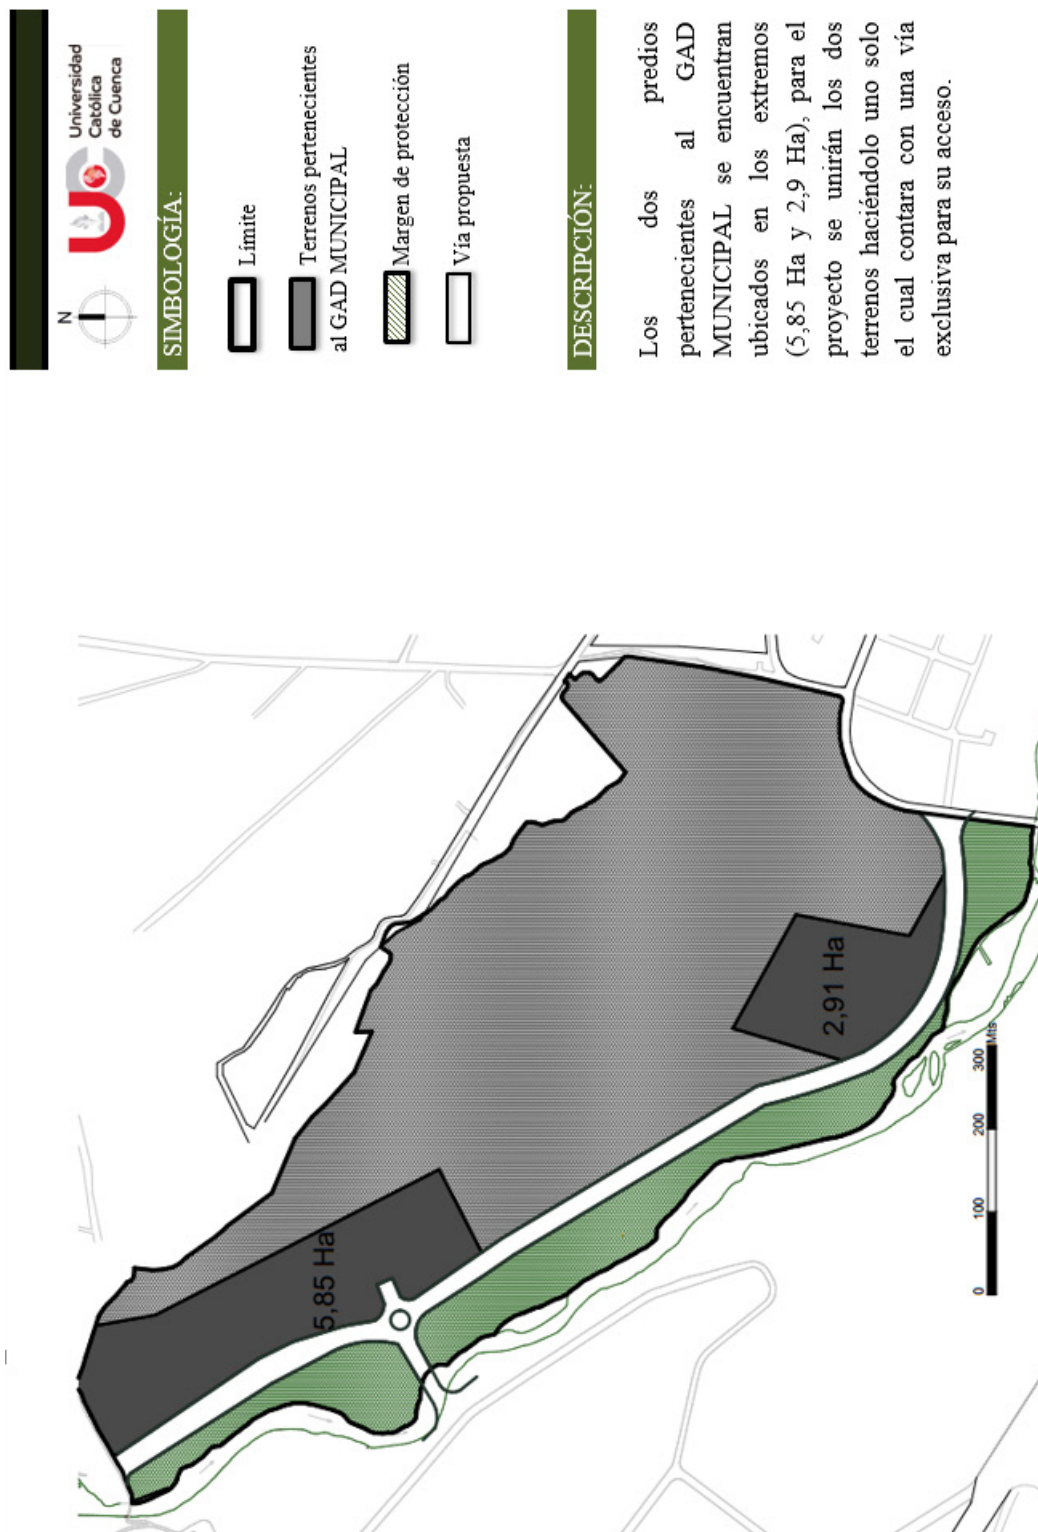 N
Universidad
Católica
de Cuenca
SIMBOLOGÍA:
Límite
Terrenos pertenecientes
al GAD MUNICIPAL
Margen de protección
Vía propuesta
DESCRIPCIÓN:
Los dos predios
pertenecientes al GAD
MUNICIPAL se encuentran
ubicados en los extremos
(5,85 Ha y 2,9 Ha), para el
proyecto se unirán los dos
terrenos haciéndolo uno solo
el cual contara con una vía
exclusiva para su acceso.
5,85 Ha
2,91 Ha
0 100 200 300 Mts